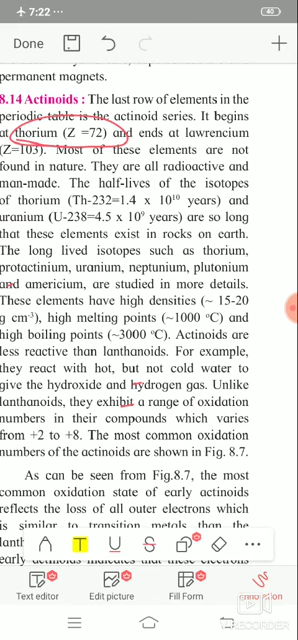 7:22 ...
40
Done
permanent magnets.
8.14 Actinoids : The last row of elements in the
periodic table is the actinoid series. It begins
at thorium (Z =72) and ends at lawrencium
(Z=103). Most of these elements are not
found in nature. They are all radioactive and
man-made. The half-lives of the isotopes
of thorium (Th-232=1.4 x 10¹⁰ years) and
uranium (U-238=4.5 x 10⁹ years) are so long
that these elements exist in rocks on earth.
The long lived isotopes such as thorium,
protactinium, uranium, neptunium, plutonium
and americium, are studied in more details.
These elements have high densities (~ 15-20
g cm⁻³), high melting points (~1000 °C) and
high boiling points (~3000 °C). Actinoids are
less reactive than lanthanoids. For example,
they react with hot, but not cold water to
give the hydroxide and hydrogen gas. Unlike
lanthanoids, they exhibit a range of oxidation
numbers in their compounds which varies
from +2 to +8. The most common oxidation
numbers of the actinoids are shown in Fig. 8.7.
As can be seen from Fig.8.7, the most
common oxidation state of early actinoids
reflects the loss of all outer electrons which
is similar to transition metals than the
lanth
early actinoids indicates that these electrons
T U S
Text editor
Edit picture
Fill Form
RECORDER